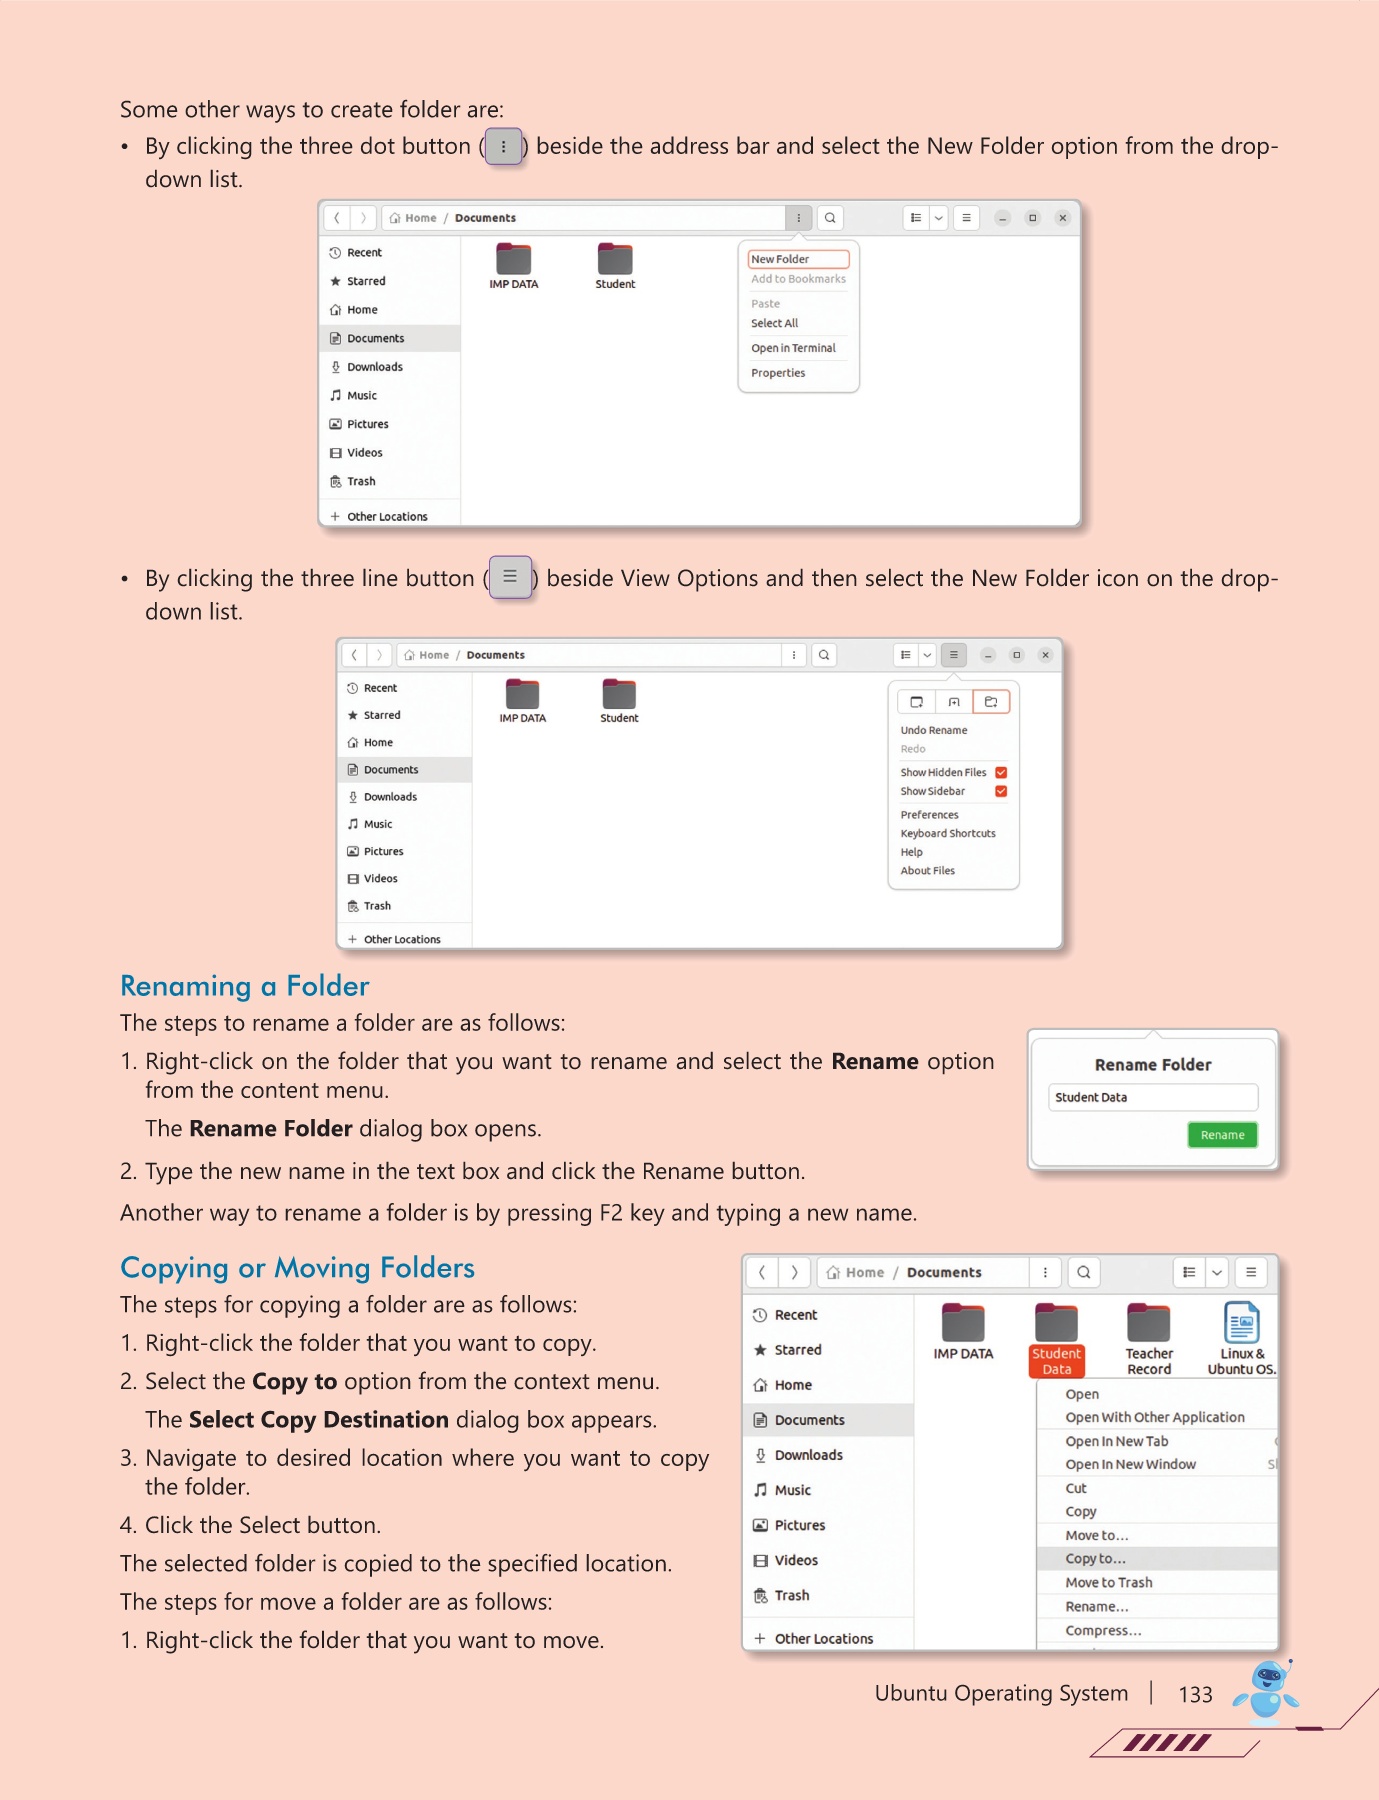 Some other ways to create folder are:
• By clicking the three dot button ( ⋮ ) beside the address bar and select the New Folder option from the drop-
down list.
Home / Documents
Recent
Starred
Home
Documents
Downloads
Music
Pictures
Videos
Trash
+ Other Locations
IMP DATA
Student
New Folder
Add to Bookmarks
Paste
Select All
Open in Terminal
Properties
• By clicking the three line button ( ☰ ) beside View Options and then select the New Folder icon on the drop-
down list.
Home / Documents
Recent
Starred
Home
Documents
Downloads
Music
Pictures
Videos
Trash
+ Other Locations
IMP DATA
Student
Undo Rename
Redo
Show Hidden Files
Show Sidebar
Preferences
Keyboard Shortcuts
Help
About Files
Renaming a Folder
The steps to rename a folder are as follows:
1. Right-click on the folder that you want to rename and select the Rename option
from the content menu.
The Rename Folder dialog box opens.
2. Type the new name in the text box and click the Rename button.
Another way to rename a folder is by pressing F2 key and typing a new name.
Rename Folder
Student Data
Rename
Copying or Moving Folders
The steps for copying a folder are as follows:
1. Right-click the folder that you want to copy.
2. Select the Copy to option from the context menu.
The Select Copy Destination dialog box appears.
3. Navigate to desired location where you want to copy
the folder.
4. Click the Select button.
The selected folder is copied to the specified location.
The steps for move a folder are as follows:
1. Right-click the folder that you want to move.
Home / Documents
Recent
Starred
Home
Documents
Downloads
Music
Pictures
Videos
Trash
+ Other Locations
IMP DATA
Student
Data
Teacher
Record
Linux &
Ubuntu OS.
Open
Open With Other Application
Open In New Tab
Open In New Window
Cut
Copy
Move to...
Copy to...
Move to Trash
Rename...
Compress...
Ubuntu Operating System | 133